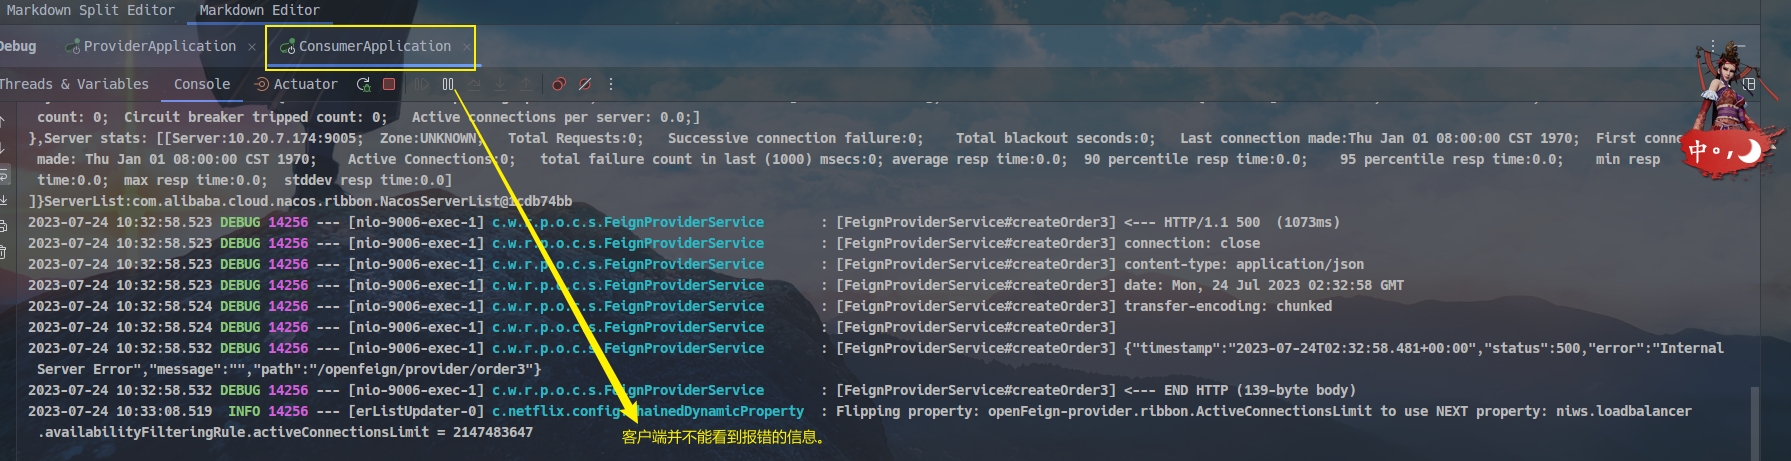 Markdown Split Editor Markdown Editor
Debug ProviderApplication × ConsumerApplication ×
Threads & Variables Console Actuator
count: 0; Circuit breaker tripped count: 0; Active connections per server: 0.0;]
},Server stats: [[Server:10.20.7.174:9005; Zone:UNKNOWN; Total Requests:0; Successive connection failure:0; Total blackout seconds:0; Last connection made:Thu Jan 01 08:00:00 CST 1970; First conne
made: Thu Jan 01 08:00:00 CST 1970; Active Connections:0; total failure count in last (1000) msecs:0; average resp time:0.0; 90 percentile resp time:0.0; 95 percentile resp time:0.0; min resp
time:0.0; max resp time:0.0; stddev resp time:0.0]
]}ServerList:com.alibaba.cloud.nacos.ribbon.NacosServerList@1cdb74bb
2023-07-24 10:32:58.523 DEBUG 14256 --- [nio-9006-exec-1] c.w.r.p.o.c.s.FeignProviderService : [FeignProviderService#createOrder3] <--- HTTP/1.1 500 (1073ms)
2023-07-24 10:32:58.523 DEBUG 14256 --- [nio-9006-exec-1] c.w.r.p.o.c.s.FeignProviderService : [FeignProviderService#createOrder3] connection: close
2023-07-24 10:32:58.523 DEBUG 14256 --- [nio-9006-exec-1] c.w.r.p.o.c.s.FeignProviderService : [FeignProviderService#createOrder3] content-type: application/json
2023-07-24 10:32:58.523 DEBUG 14256 --- [nio-9006-exec-1] c.w.r.p.o.c.s.FeignProviderService : [FeignProviderService#createOrder3] date: Mon, 24 Jul 2023 02:32:58 GMT
2023-07-24 10:32:58.524 DEBUG 14256 --- [nio-9006-exec-1] c.w.r.p.o.c.s.FeignProviderService : [FeignProviderService#createOrder3] transfer-encoding: chunked
2023-07-24 10:32:58.524 DEBUG 14256 --- [nio-9006-exec-1] c.w.r.p.o.c.s.FeignProviderService : [FeignProviderService#createOrder3]
2023-07-24 10:32:58.532 DEBUG 14256 --- [nio-9006-exec-1] c.w.r.p.o.c.s.FeignProviderService : [FeignProviderService#createOrder3] {"timestamp":"2023-07-24T02:32:58.481+00:00","status":500,"error":"Internal
Server Error","message":"","path":"/openfeign/provider/order3"}
2023-07-24 10:32:58.532 DEBUG 14256 --- [nio-9006-exec-1] c.w.r.p.o.c.s.FeignProviderService : [FeignProviderService#createOrder3] <--- END HTTP (139-byte body)
2023-07-24 10:33:08.519 INFO 14256 --- [erListUpdater-0] c.netflix.config.ChainedDynamicProperty : Flipping property: openFeign-provider.ribbon.ActiveConnectionsLimit to use NEXT property: niws.loadbalancer
.availabilityFilteringRule.activeConnectionsLimit = 2147483647
客户端并不能看到报错的信息。
中